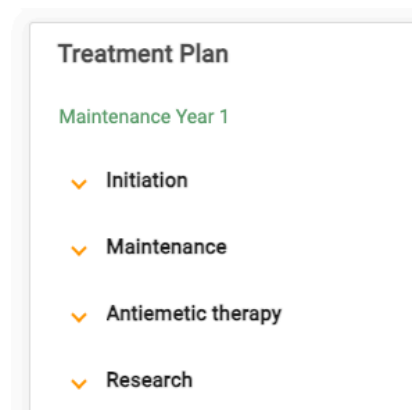 Treatment Plan
Maintenance Year 1
Initiation
Maintenance
Antiemetic therapy
Research